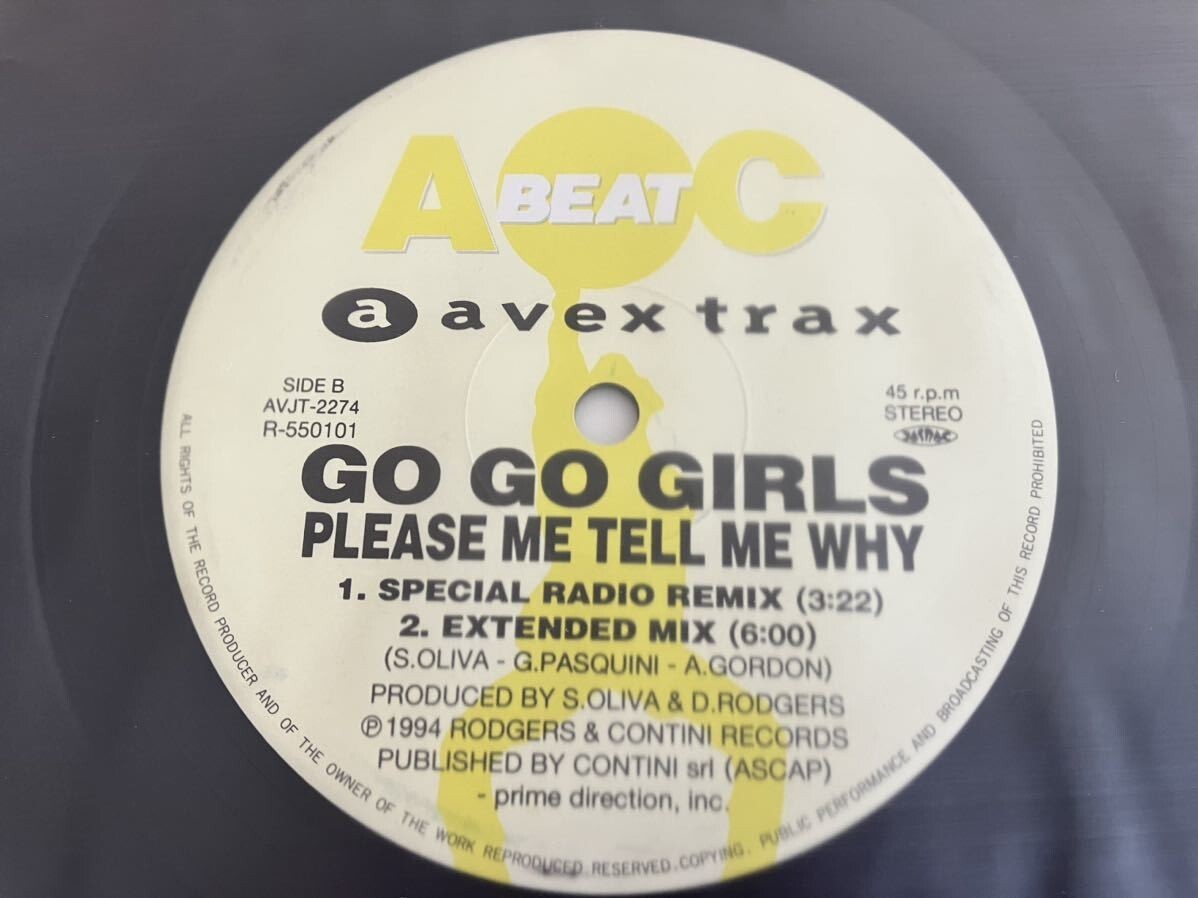 A BEAT C
a avex trax
SIDE B
AVJT-2274
R-550101
45 r.p.m
STEREO
JASRAC
GO GO GIRLS
PLEASE ME TELL ME WHY
1. SPECIAL RADIO REMIX (3:22)
2. EXTENDED MIX (6:00)
(S.OLIVA - G.PASQUINI - A.GORDON)
PRODUCED BY S.OLIVA & D.RODGERS
℗1994 RODGERS & CONTINI RECORDS
PUBLISHED BY CONTINI srl (ASCAP)
- prime direction, inc.
ALL RIGHTS OF THE RECORD PRODUCER AND OF THE OWNER OF THE WORK REPRODUCED RESERVED.COPYING. PUBLIC PERFORMANCE AND BROADCASTING OF THIS RECORD PROHIBITED